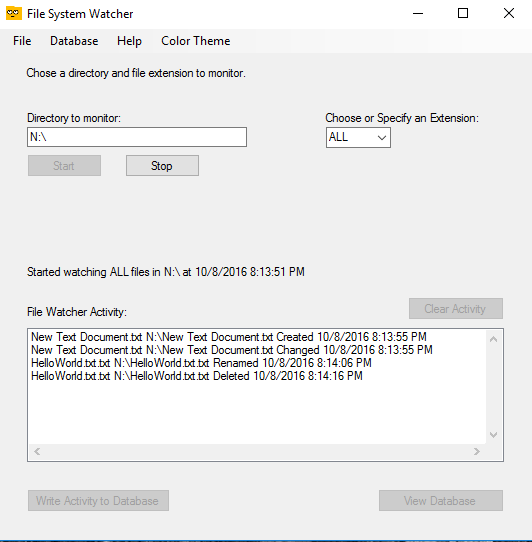 File System Watcher
File Database Help Color Theme
Chose a directory and file extension to monitor.
Directory to monitor: Choose or Specify an Extension:
N:\ ALL
Start Stop
Started watching ALL files in N:\ at 10/8/2016 8:13:51 PM
File Watcher Activity: Clear Activity
New Text Document.txt N:\New Text Document.txt Created 10/8/2016 8:13:55 PM
New Text Document.txt N:\New Text Document.txt Changed 10/8/2016 8:13:55 PM
HelloWorld.txt.txt N:\HelloWorld.txt.txt Renamed 10/8/2016 8:14:06 PM
HelloWorld.txt.txt N:\HelloWorld.txt.txt Deleted 10/8/2016 8:14:16 PM
Write Activity to Database View Database